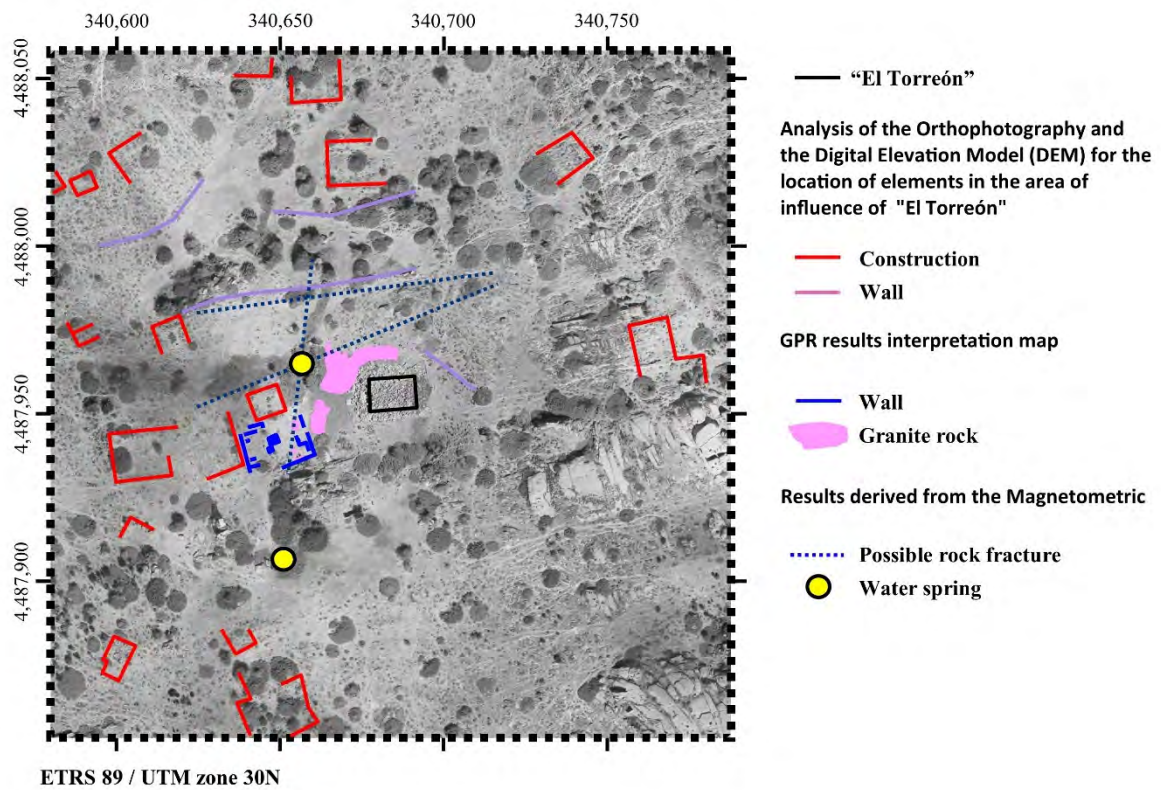 340,600 340,650 340,700 340,750
4,488,050
4,488,000
4,487,950
4,487,900
“El Torreón”
Analysis of the Orthophotography and
the Digital Elevation Model (DEM) for the
location of elements in the area of
influence of "El Torreón"
Construction
Wall
GPR results interpretation map
Wall
Granite rock
Results derived from the Magnetometric
Possible rock fracture
Water spring
ETRS 89 / UTM zone 30N